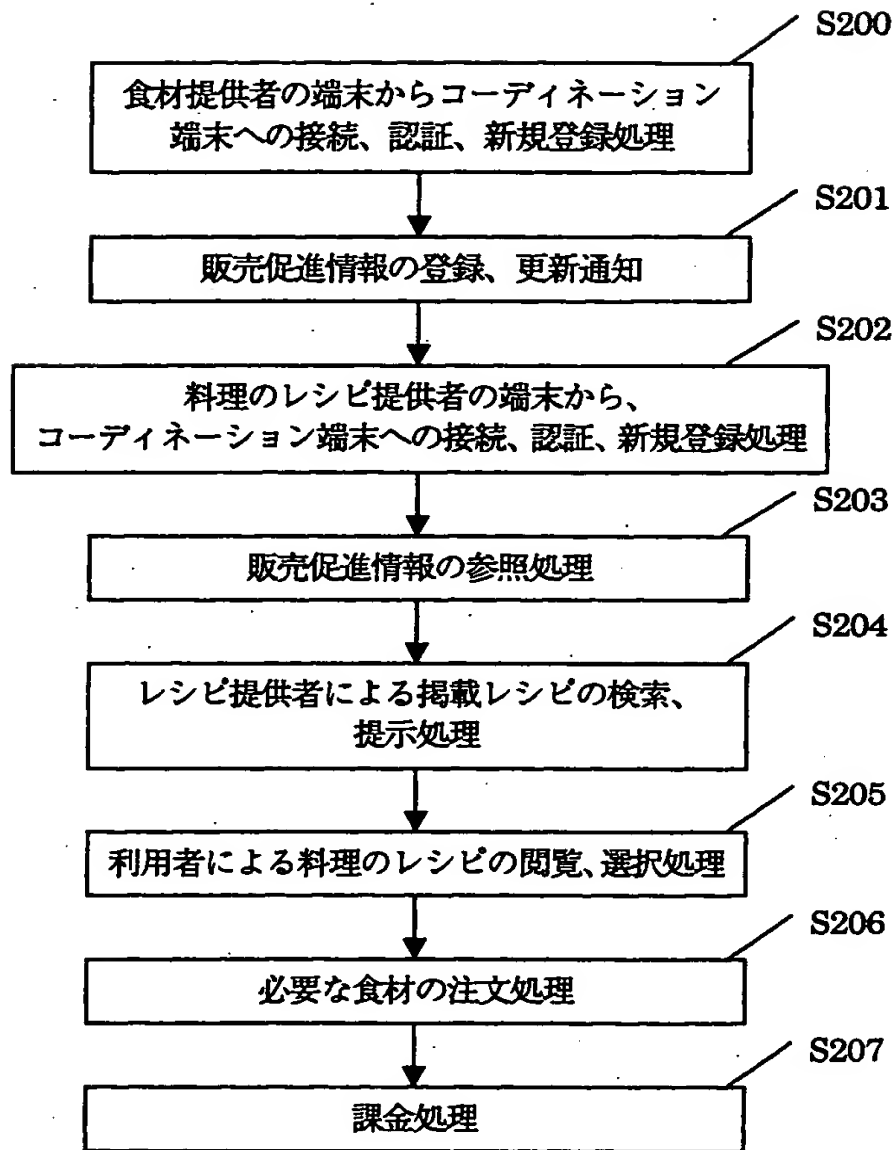 S200
食材提供者の端末からコーディネーション
端末への接続、認証、新規登録処理
S201
販売促進情報の登録、更新通知
S202
料理のレシピ提供者の端末から、
コーディネーション端末への接続、認証、新規登録処理
S203
販売促進情報の参照処理
S204
レシピ提供者による掲載レシピの検索、
提示処理
S205
利用者による料理のレシピの閲覧、選択処理
S206
必要な食材の注文処理
S207
課金処理